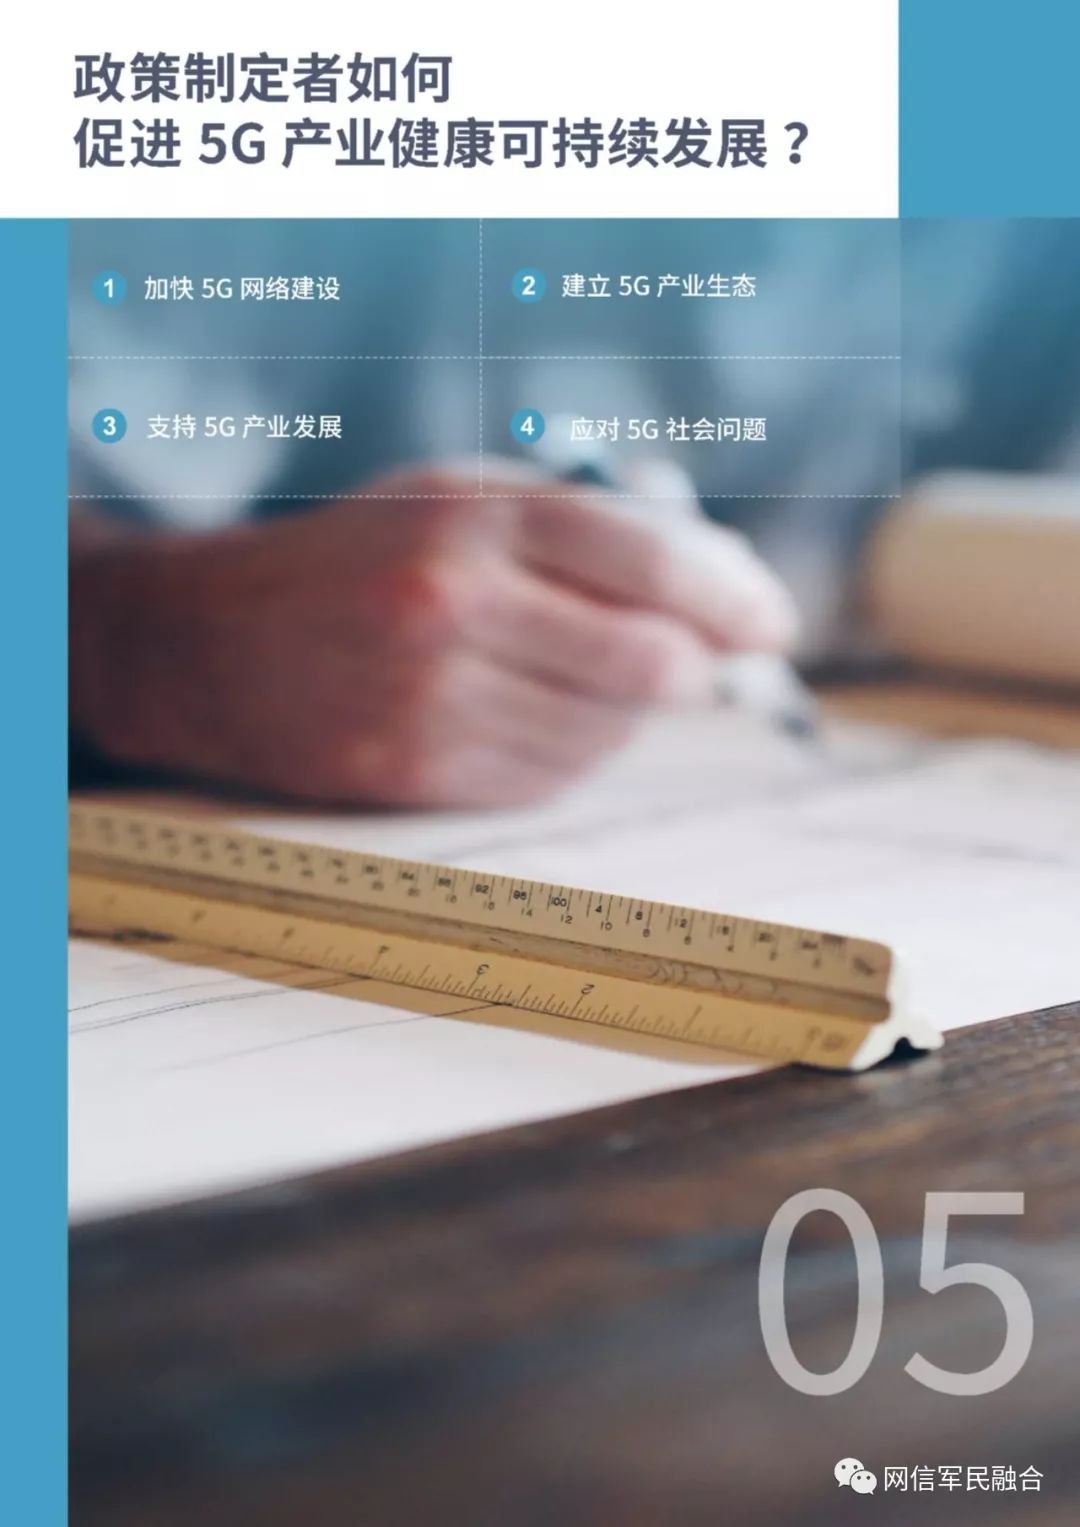 政策制定者如何
促进 5G 产业健康可持续发展？
1 加快 5G 网络建设
2 建立 5G 产业生态
3 支持 5G 产业发展
4 应对 5G 社会问题
3
2
05
网信军民融合